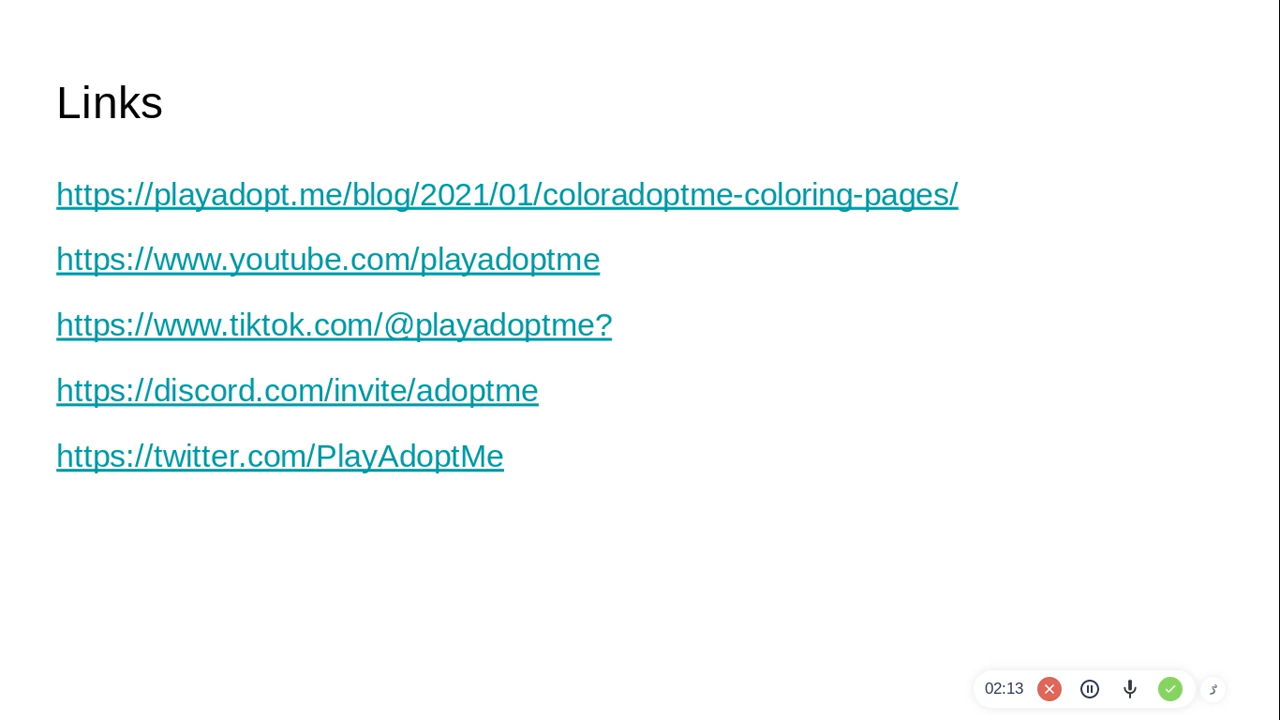 Links
https://playadopt.me/blog/2021/01/coloradoptme-coloring-pages/
https://www.youtube.com/playadoptme
https://www.tiktok.com/@playadoptme?
https://discord.com/invite/adoptme
https://twitter.com/PlayAdoptMe
02:13